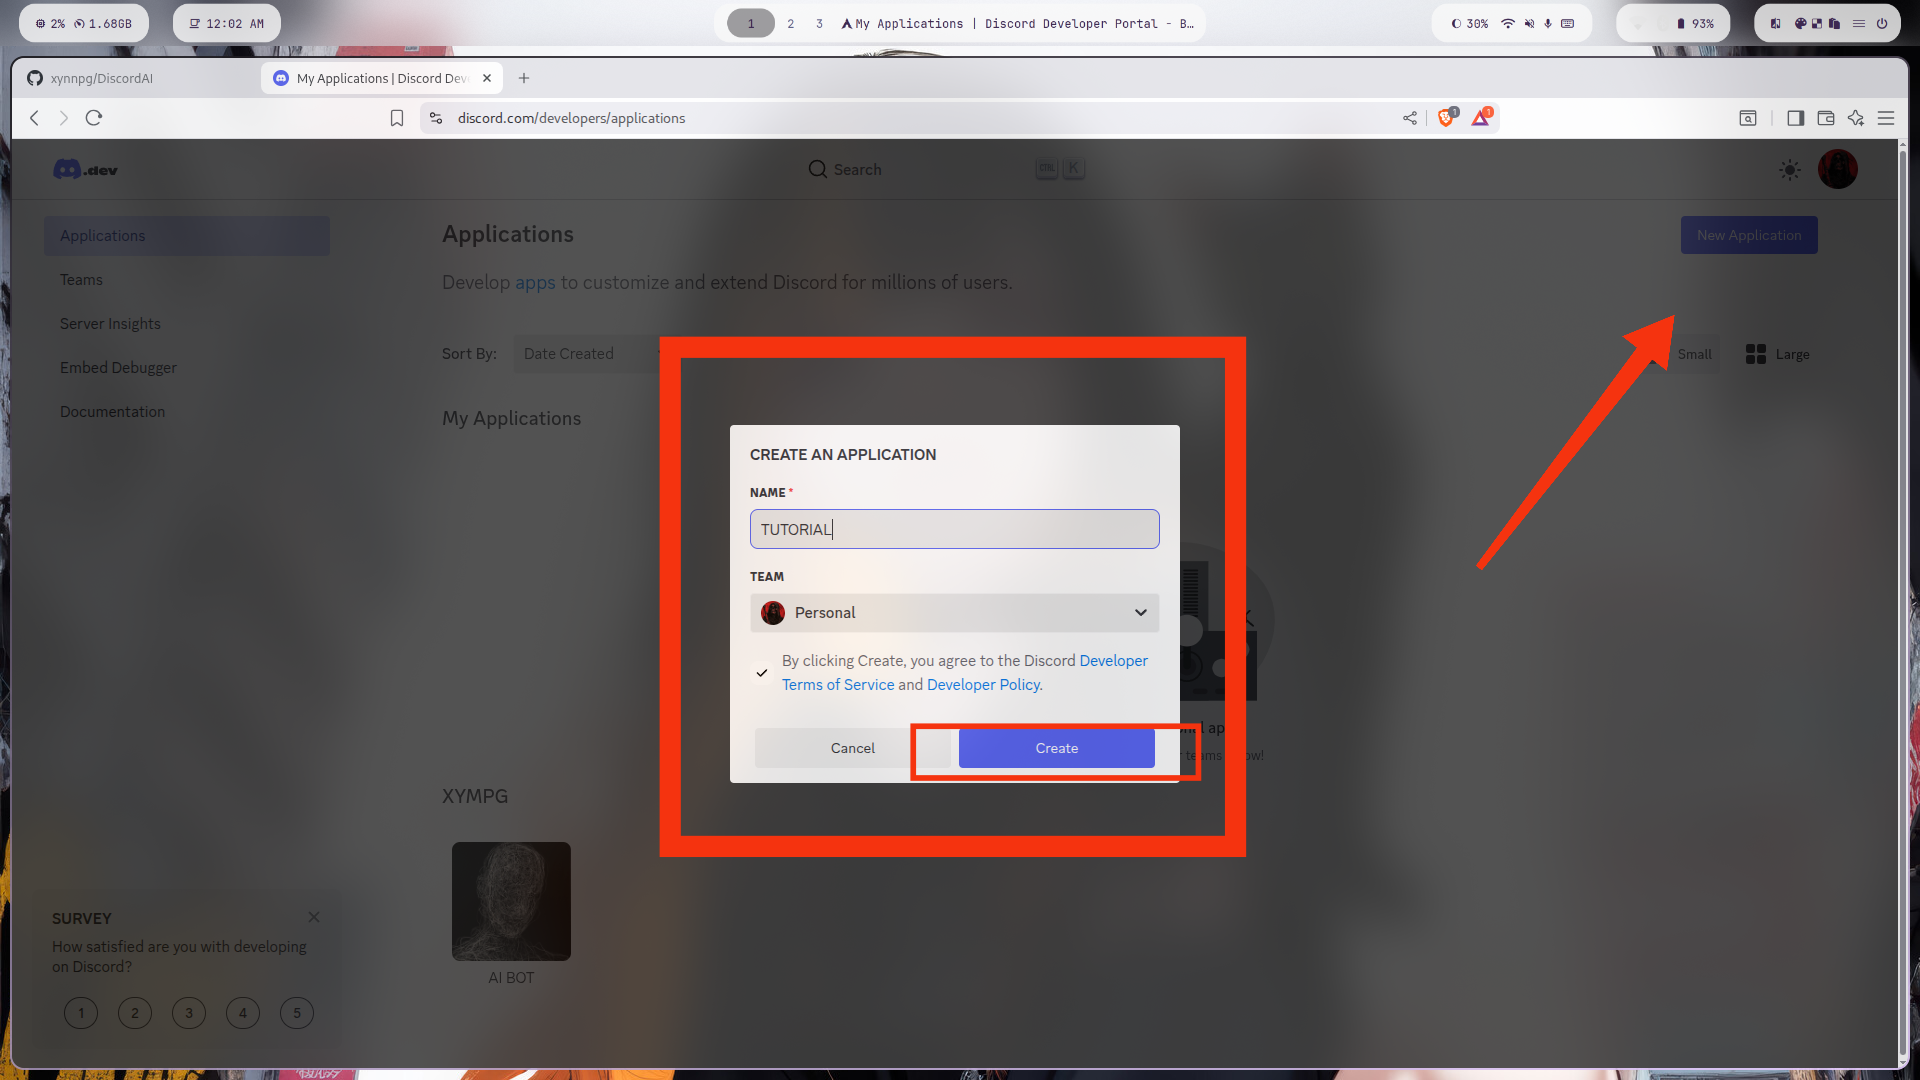 2% 1.68GB
12:02 AM
1 2 3 My Applications | Discord Developer Portal - B…
30%
93%
xynnpg/DiscordAI
My Applications | Discord Dev
discord.com/developers/applications
1
1
.dev
Search
K
Applications
Teams
Server Insights
Embed Debugger
Documentation
Applications
New Application
Develop apps to customize and extend Discord for millions of users.
Sort By: Date Created
Small Large
My Applications
CREATE AN APPLICATION
NAME *
TUTORIAL
TEAM
Personal
By clicking Create, you agree to the Discord Developer
Terms of Service and Developer Policy.
Cancel Create
XYMPG
AI BOT
SURVEY
How satisfied are you with developing
on Discord?
1 2 3 4 5